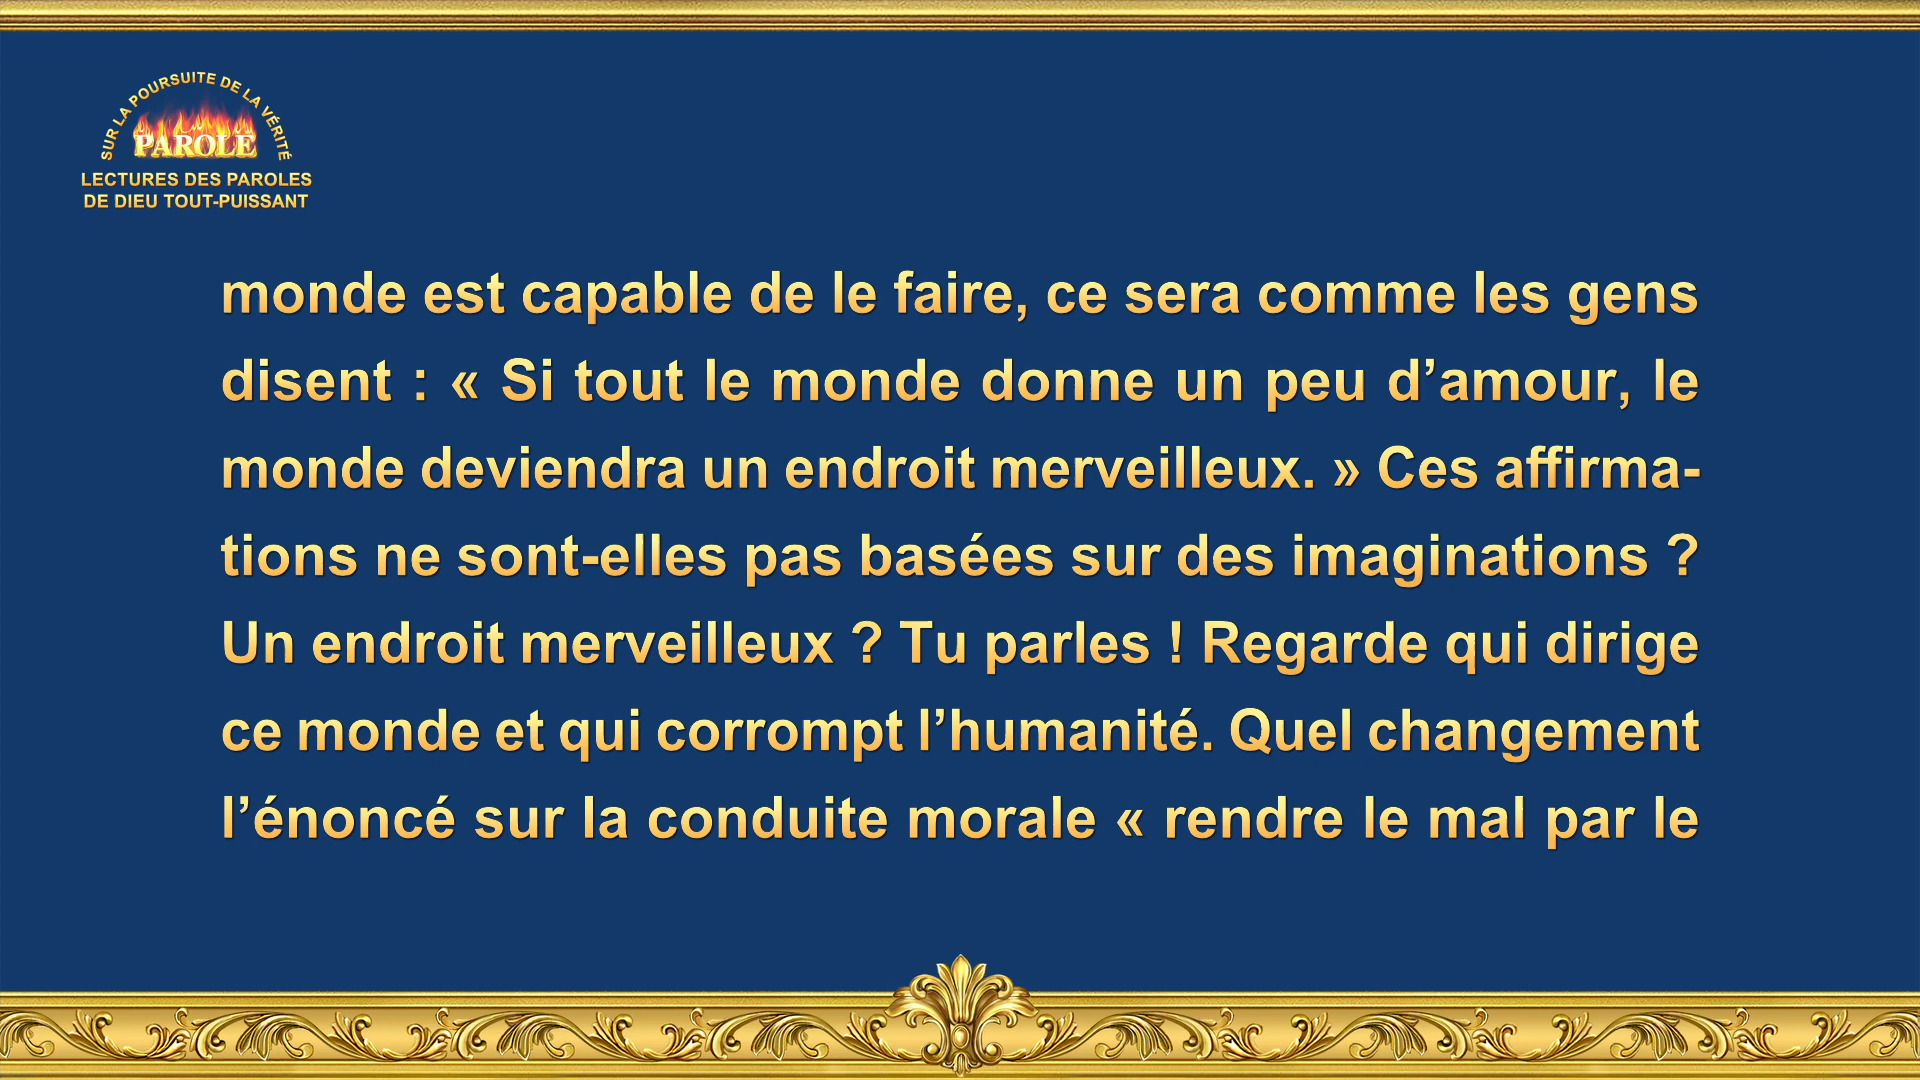 SUR LA POURSUITE DE LA VÉRITÉ
PAROLE
LECTURES DES PAROLES
DE DIEU TOUT-PUISSANT
monde est capable de le faire, ce sera comme les gens
disent : « Si tout le monde donne un peu d’amour, le
monde deviendra un endroit merveilleux. » Ces affirma-
tions ne sont-elles pas basées sur des imaginations ?
Un endroit merveilleux ? Tu parles ! Regarde qui dirige
ce monde et qui corrompt l’humanité. Quel changement
l’énoncé sur la conduite morale « rendre le mal par le